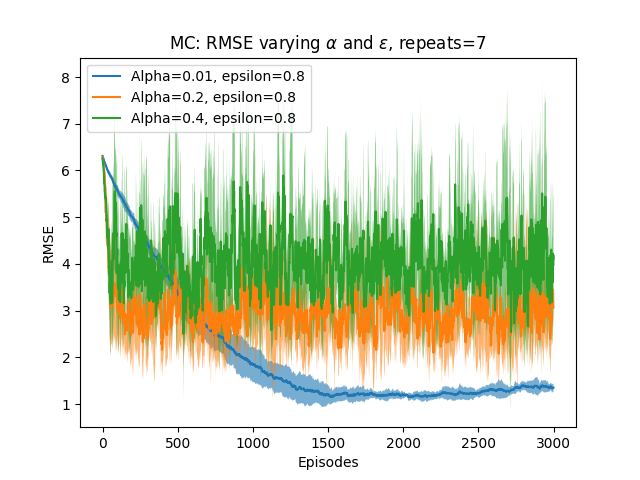 MC: RMSE varying α and ε, repeats=7
Alpha=0.01, epsilon=0.8
Alpha=0.2, epsilon=0.8
Alpha=0.4, epsilon=0.8
RMSE
8
7
6
5
4
3
2
1
0 500 1000 1500 2000 2500 3000
Episodes